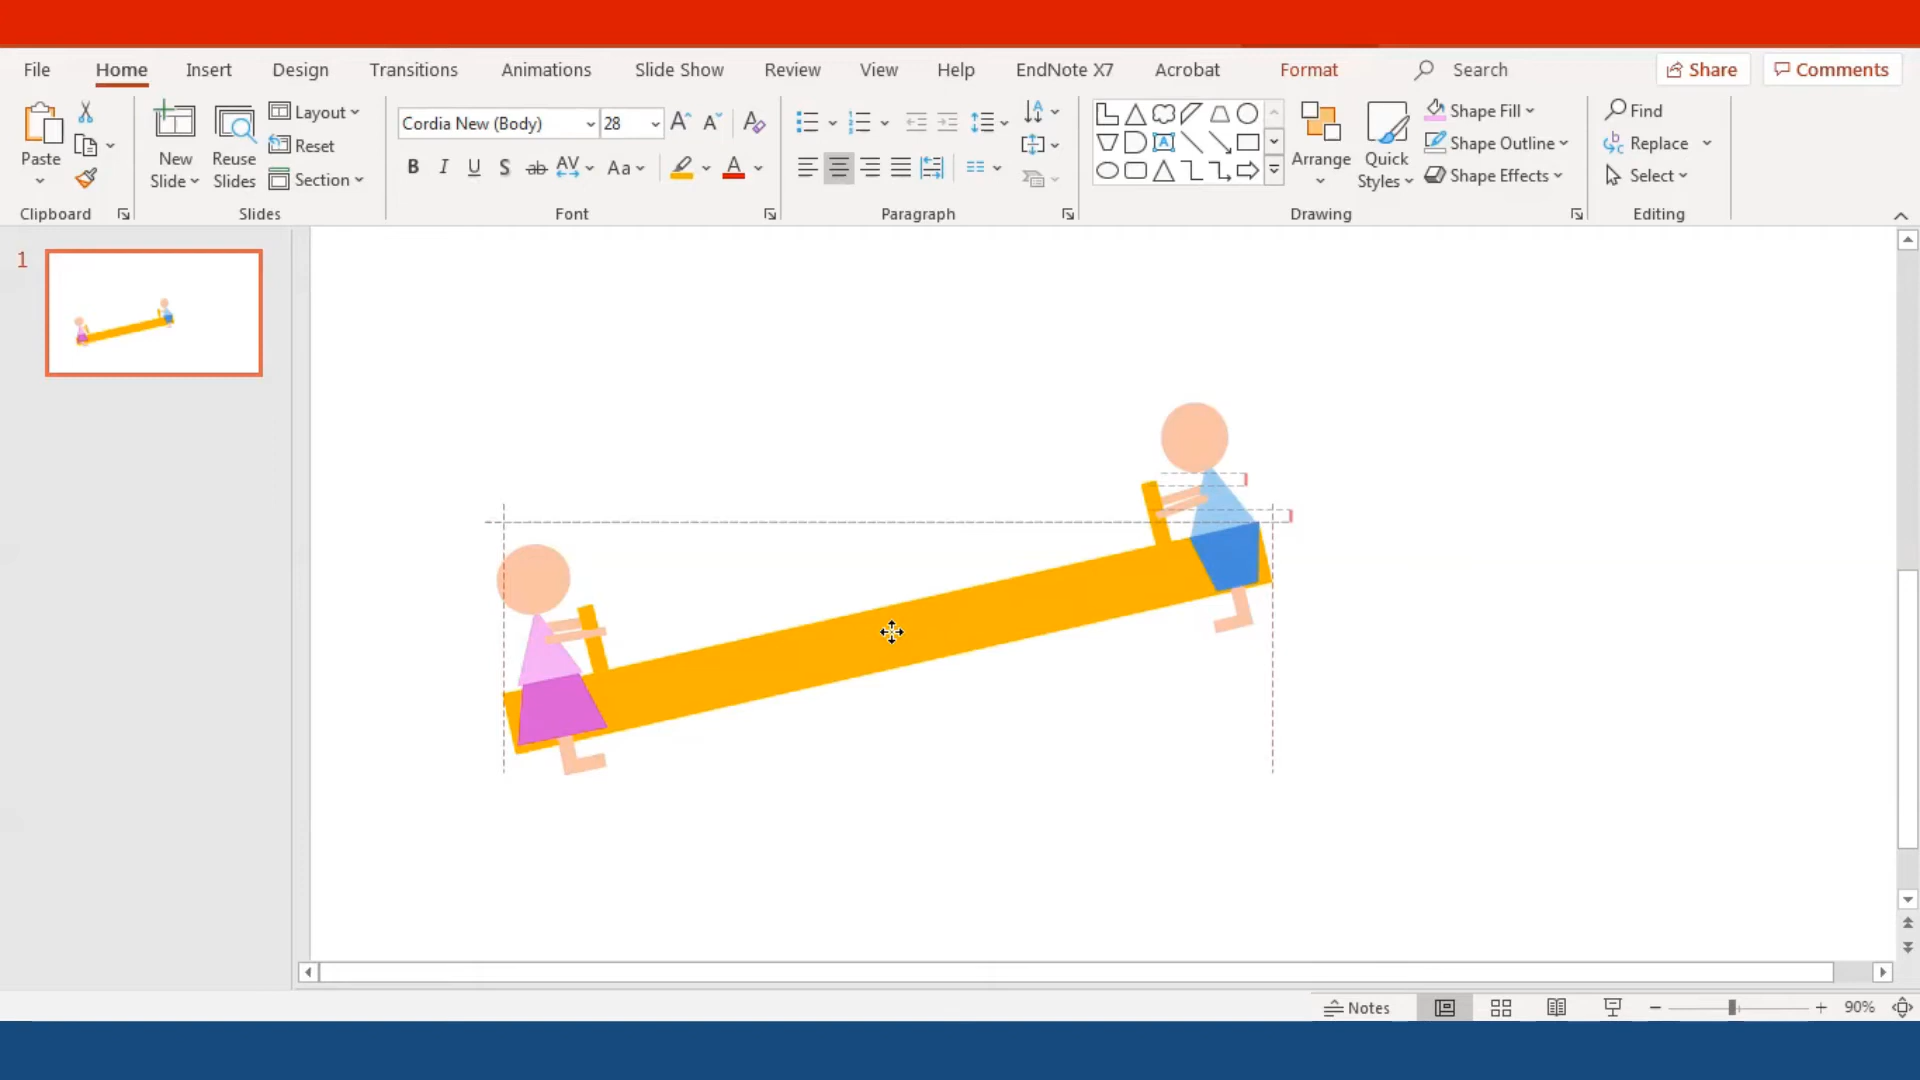 File Home Insert Design Transitions Animations Slide Show Review View Help EndNote X7 Acrobat Format Search Share Comments
Paste
New Slide
Reuse Slides
Layout
Reset
Section
Cordia New (Body) 28
B I U S ab AV Aa A
Arrange
Quick Styles
Shape Fill
Shape Outline
Shape Effects
Find
Replace
Select
Clipboard Slides Font Paragraph Drawing Editing
1
Notes 90%